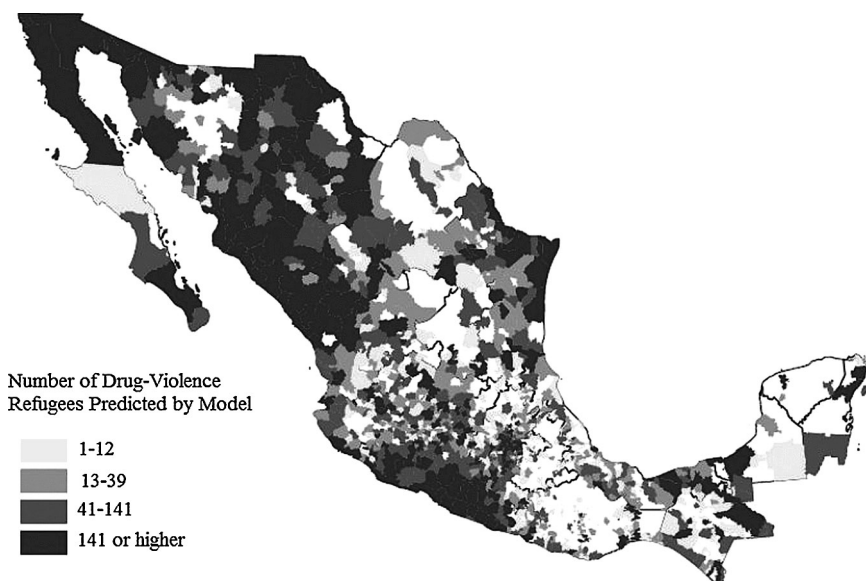 Number of Drug-Violence
Refugees Predicted by Model
1-12
13-39
41-141
141 or higher